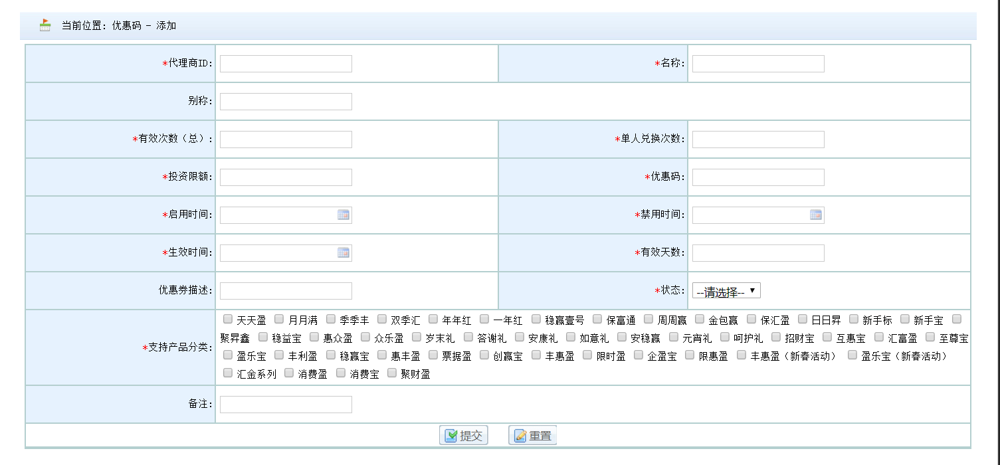 当前位置: 优惠码 - 添加
*代理商ID: *名称:
别称:
*有效次数（总）: *单人兑换次数:
*投资限额: *优惠码:
*启用时间: *禁用时间:
*生效时间: *有效天数:
优惠券描述: *状态: --请选择--
天天盈 月月满 季季丰 双季汇 年年红 一年红 稳赢壹号 保富通 周周赢 金包赢 保汇盈 日日昇 新手标 新手宝
聚昇鑫 稳益宝 惠众盈 众乐盈 岁末礼 答谢礼 安康礼 如意礼 安稳赢 元宵礼 呵护礼 招财宝 互惠宝 汇富盈 至尊宝
*支持产品分类:
盈乐宝 丰利盈 稳赢宝 惠丰盈 票据盈 创赢宝 丰惠盈 限时盈 企盈宝 限惠盈 丰惠盈（新春活动） 盈乐宝（新春活动）
汇金系列 消费盈 消费宝 聚财盈
备注:
提交 重置